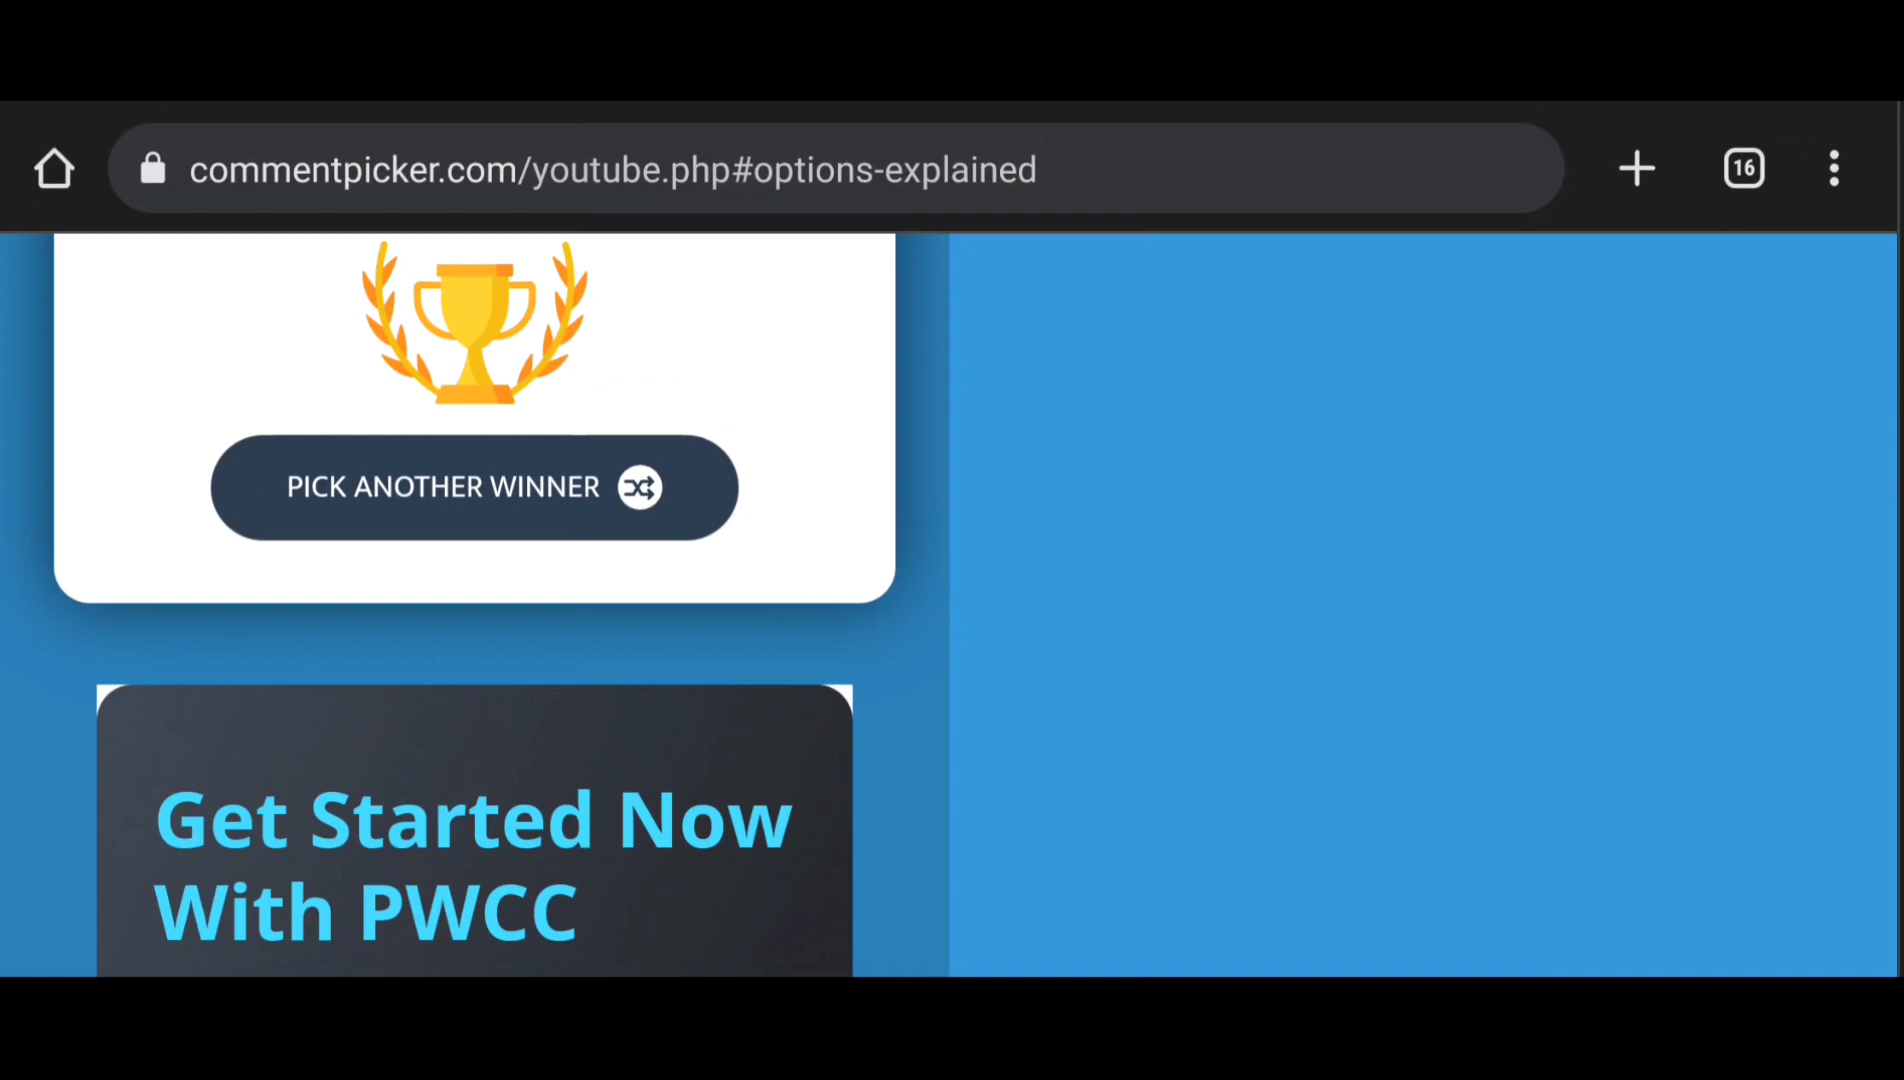 commentpicker.com/youtube.php#options-explained
16
PICK ANOTHER WINNER
Get Started Now
With PWCC